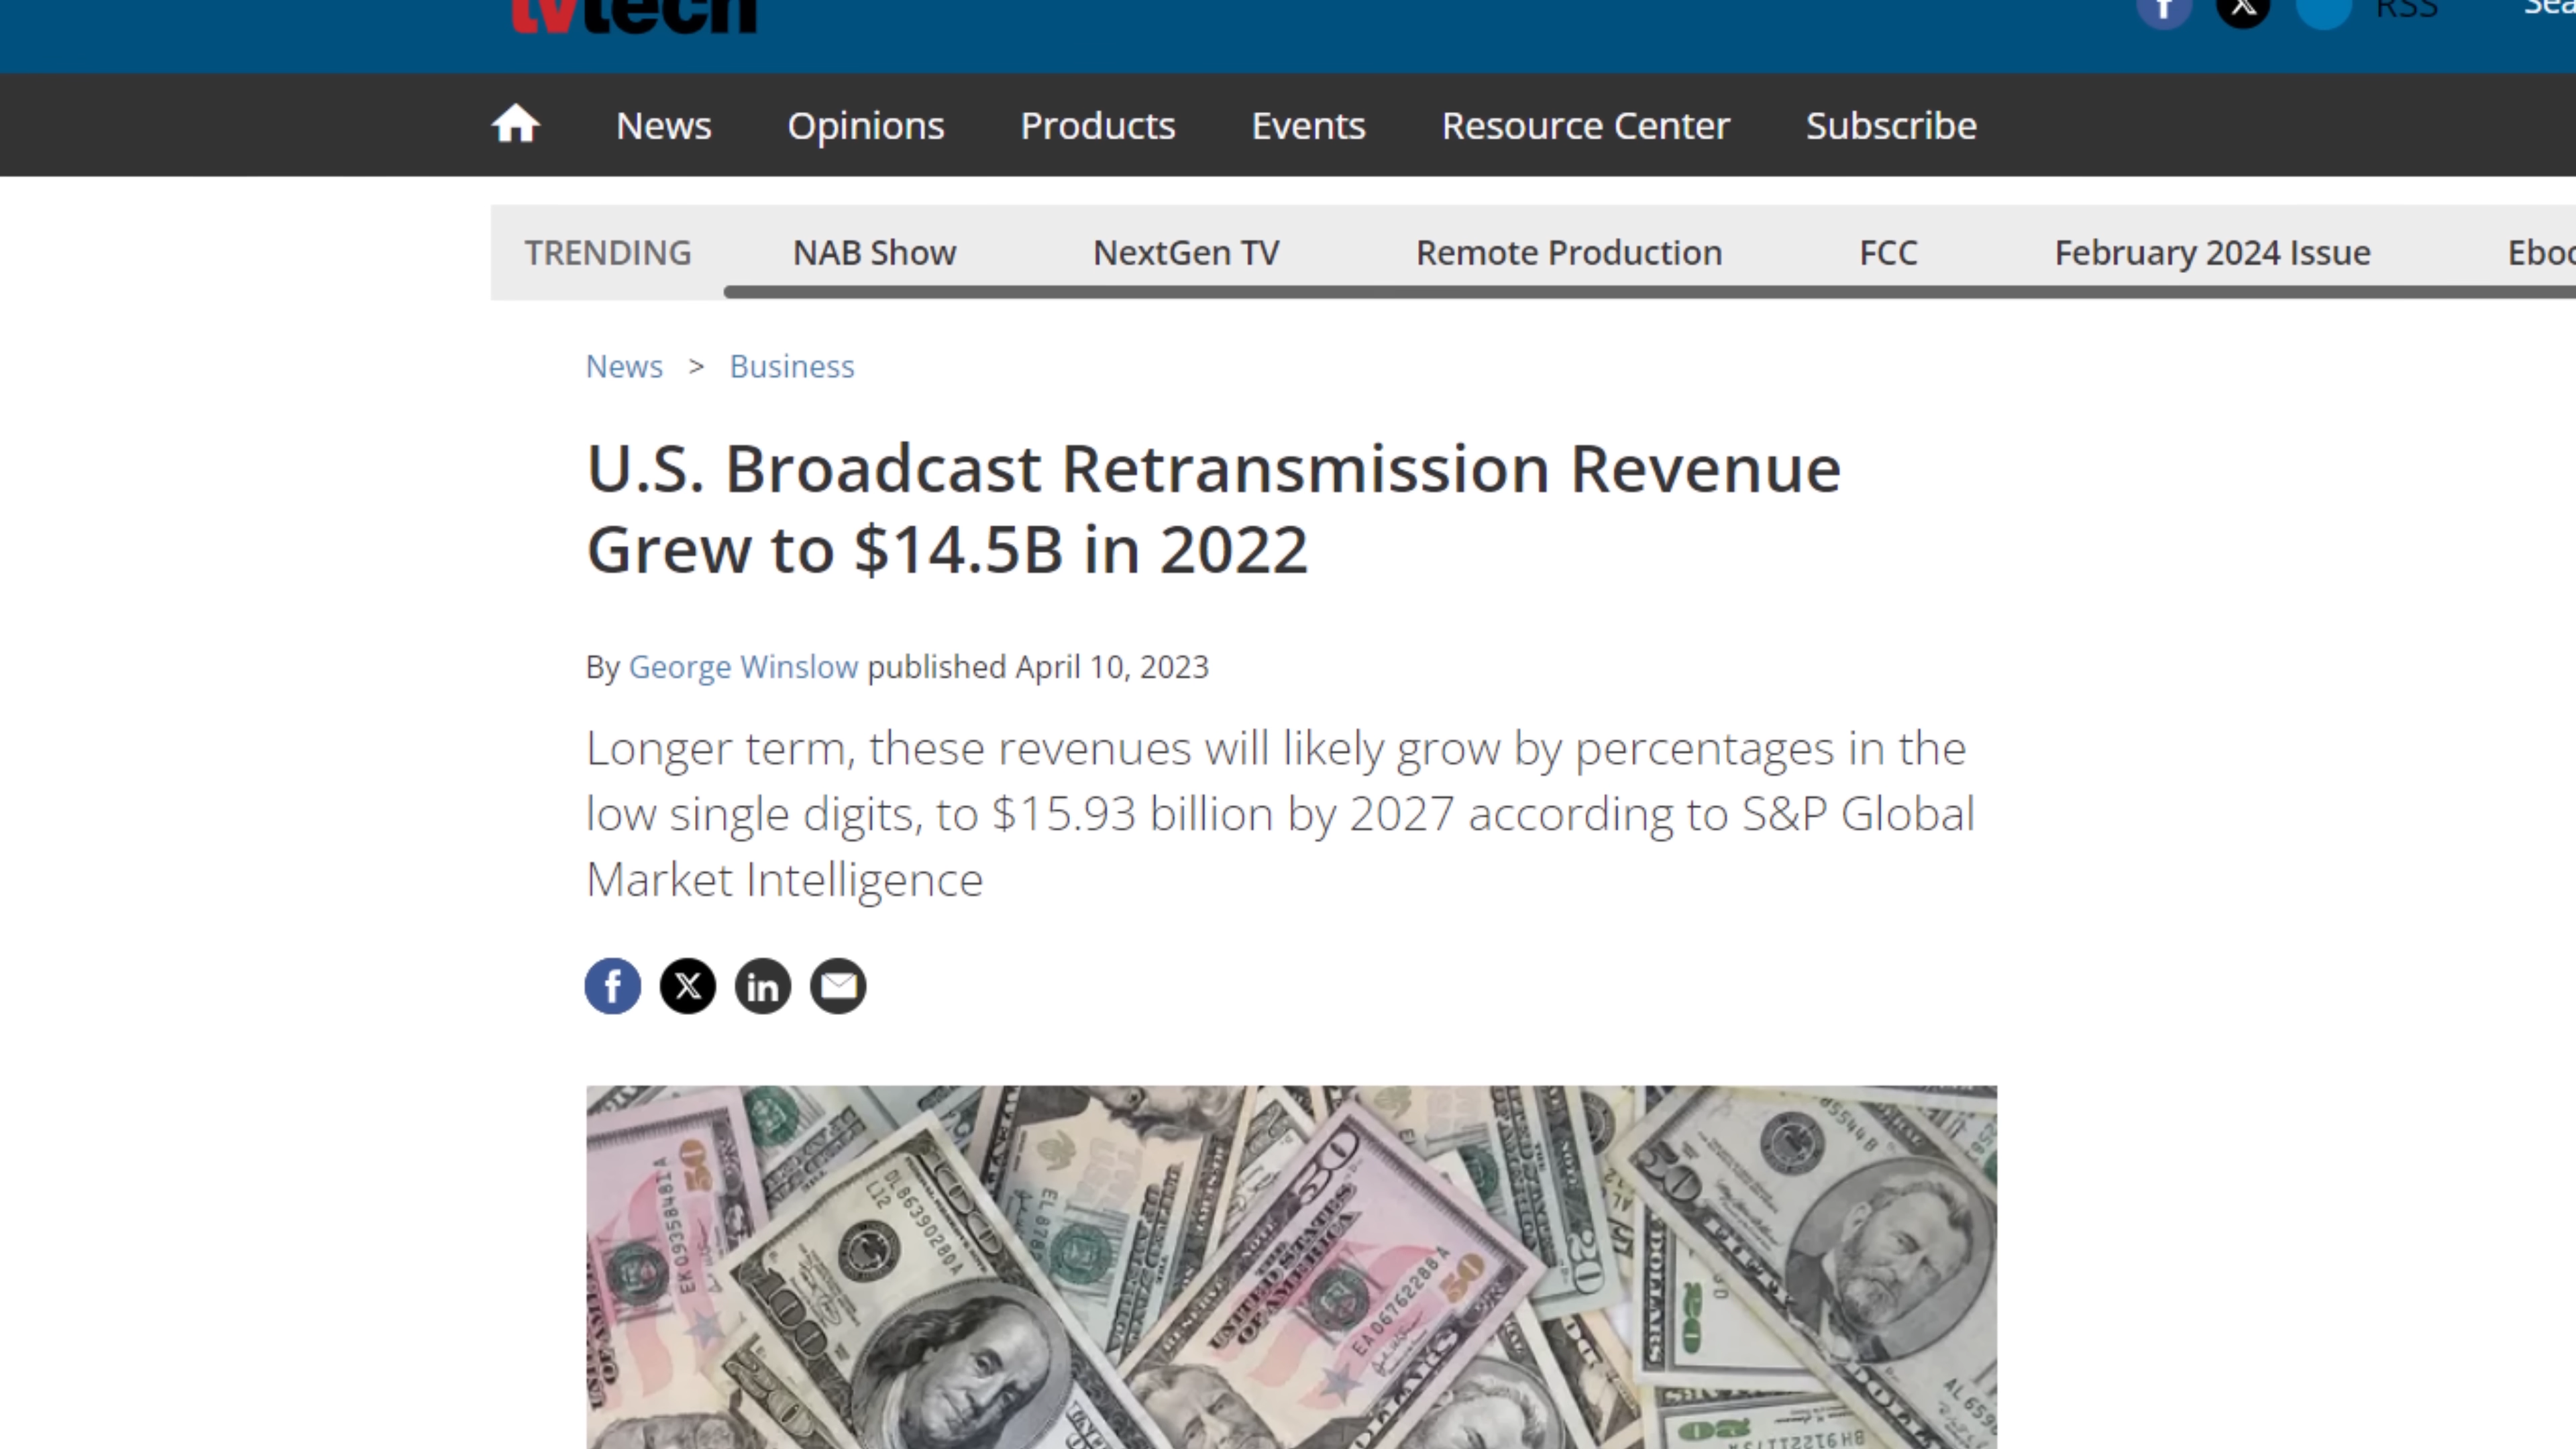 tvtech
RSS
News Opinions Products Events Resource Center Subscribe
TRENDING NAB Show NextGen TV Remote Production FCC February 2024 Issue
News > Business
U.S. Broadcast Retransmission Revenue
Grew to $14.5B in 2022
By George Winslow published April 10, 2023
Longer term, these revenues will likely grow by percentages in the
low single digits, to $15.93 billion by 2027 according to S&P Global
Market Intelligence